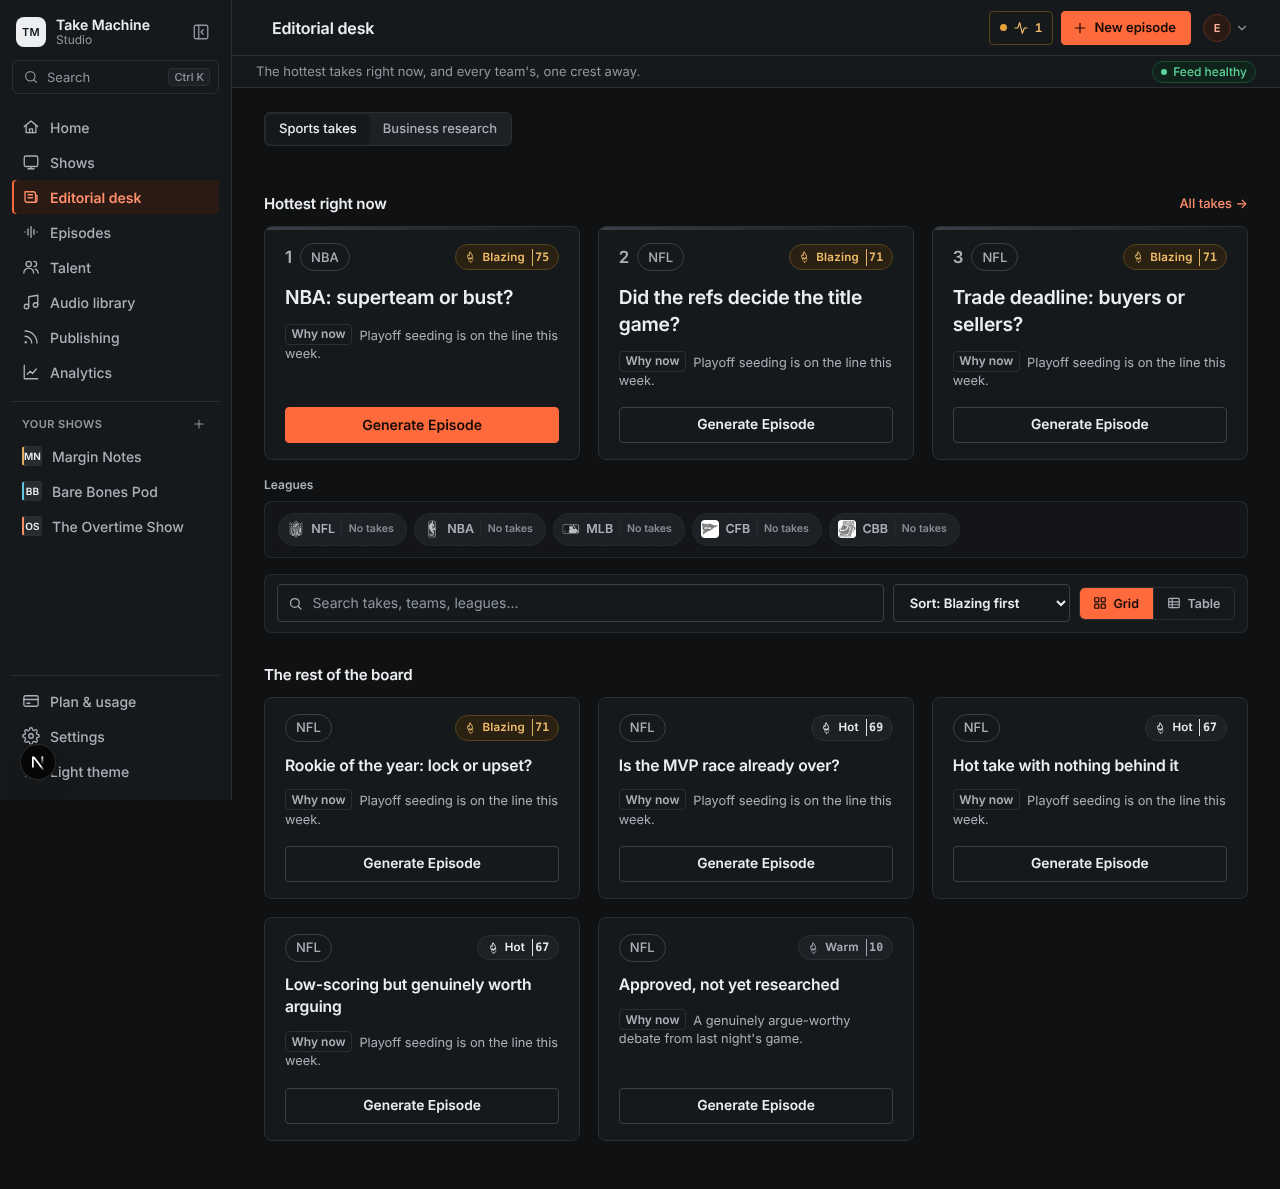 TM
Take Machine
Studio
Search
Ctrl K
Home
Shows
Editorial desk
Episodes
Talent
Audio library
Publishing
Analytics
YOUR SHOWS
MN Margin Notes
BB Bare Bones Pod
OS The Overtime Show
Plan & usage
Settings
N
ight theme
Editorial desk
1
New episode
E
The hottest takes right now, and every team's, one crest away.
Feed healthy
Sports takes
Business research
Hottest right now
All takes →
1 NBA Blazing 75
NBA: superteam or bust?
Why now Playoff seeding is on the line this
week.
Generate Episode
2 NFL Blazing 71
Did the refs decide the title
game?
Why now Playoff seeding is on the line this
week.
Generate Episode
3 NFL Blazing 71
Trade deadline: buyers or
sellers?
Why now Playoff seeding is on the line this
week.
Generate Episode
Leagues
NFL No takes
NBA No takes
MLB No takes
CFB No takes
CBB No takes
Search takes, teams, leagues...
Sort: Blazing first
Grid
Table
The rest of the board
NFL Blazing 71
Rookie of the year: lock or upset?
Why now Playoff seeding is on the line this
week.
Generate Episode
NFL Hot 69
Is the MVP race already over?
Why now Playoff seeding is on the line this
week.
Generate Episode
NFL Hot 67
Hot take with nothing behind it
Why now Playoff seeding is on the line this
week.
Generate Episode
NFL Hot 67
Low-scoring but genuinely worth
arguing
Why now Playoff seeding is on the line this
week.
Generate Episode
NFL Warm 10
Approved, not yet researched
Why now A genuinely argue-worthy
debate from last night's game.
Generate Episode